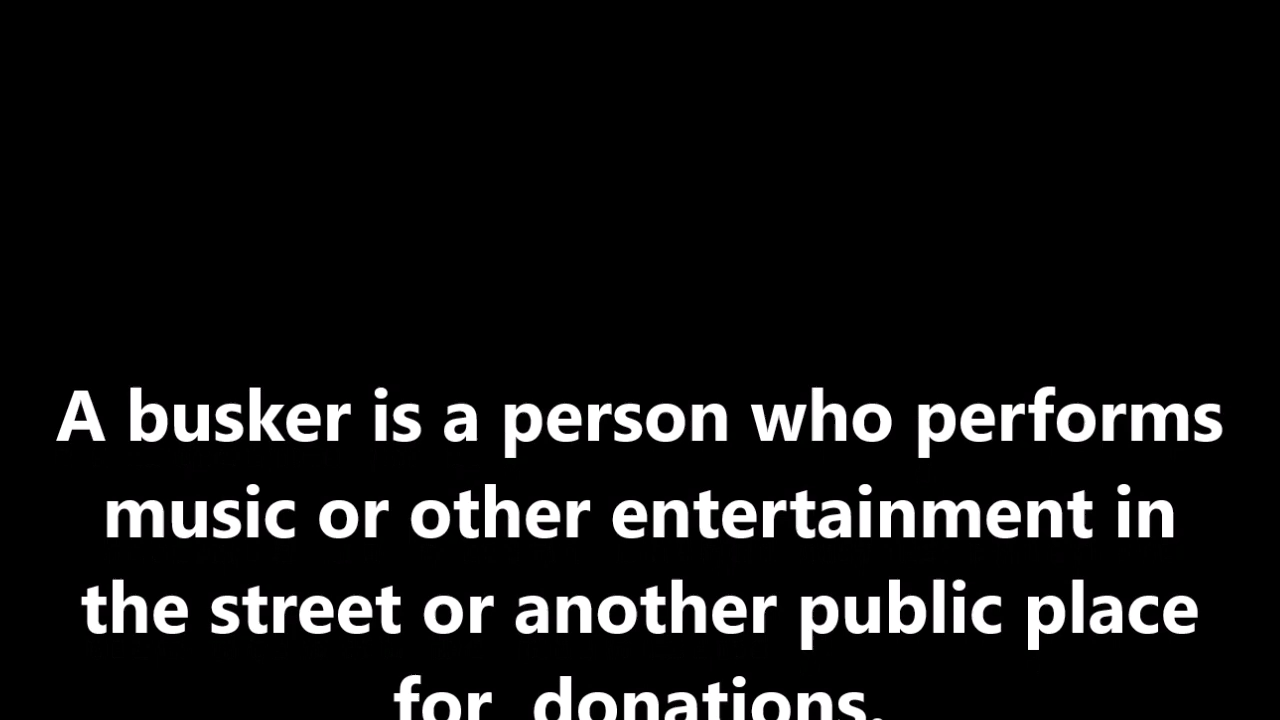 A busker is a person who performs
music or other entertainment in
the street or another public place
for  donations.